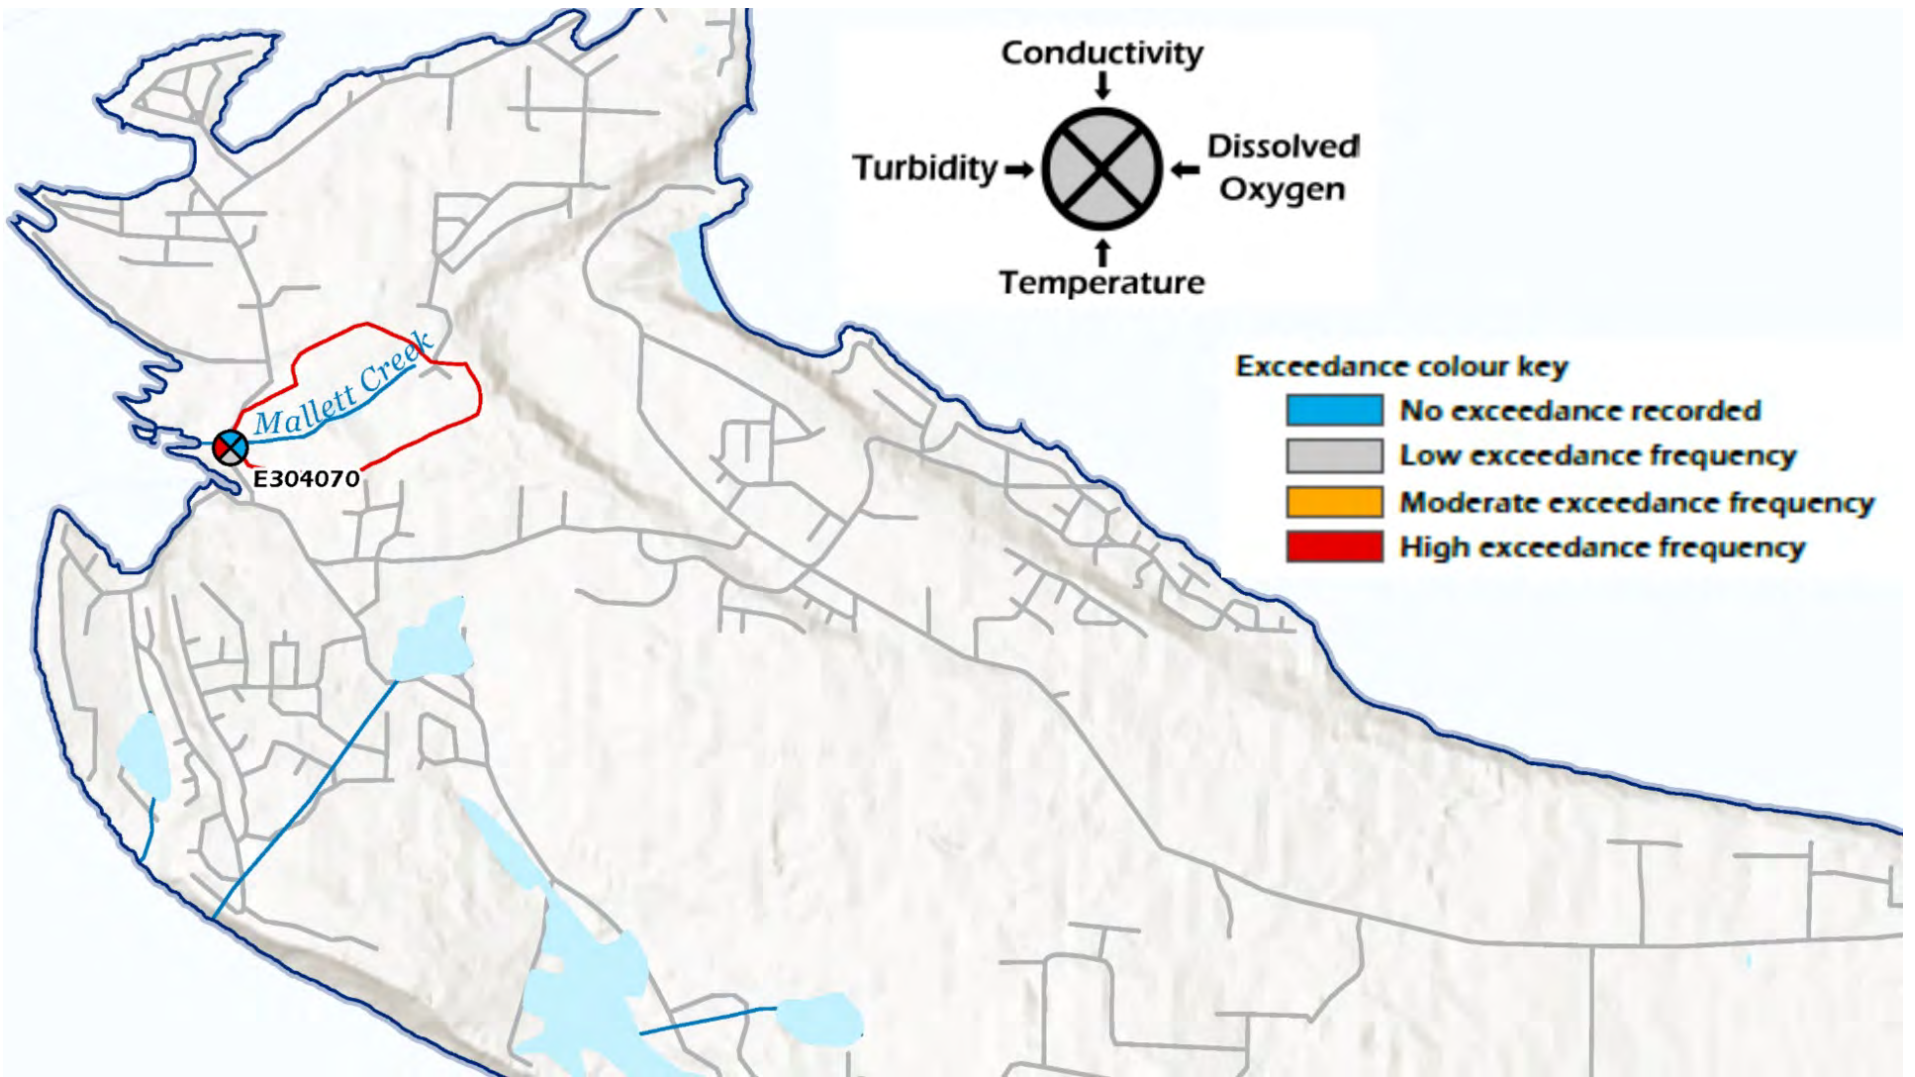 Conductivity
Turbidity
Dissolved
Oxygen
Temperature
Exceedance colour key
No exceedance recorded
Low exceedance frequency
Moderate exceedance frequency
High exceedance frequency
Mallett Creek
E304070